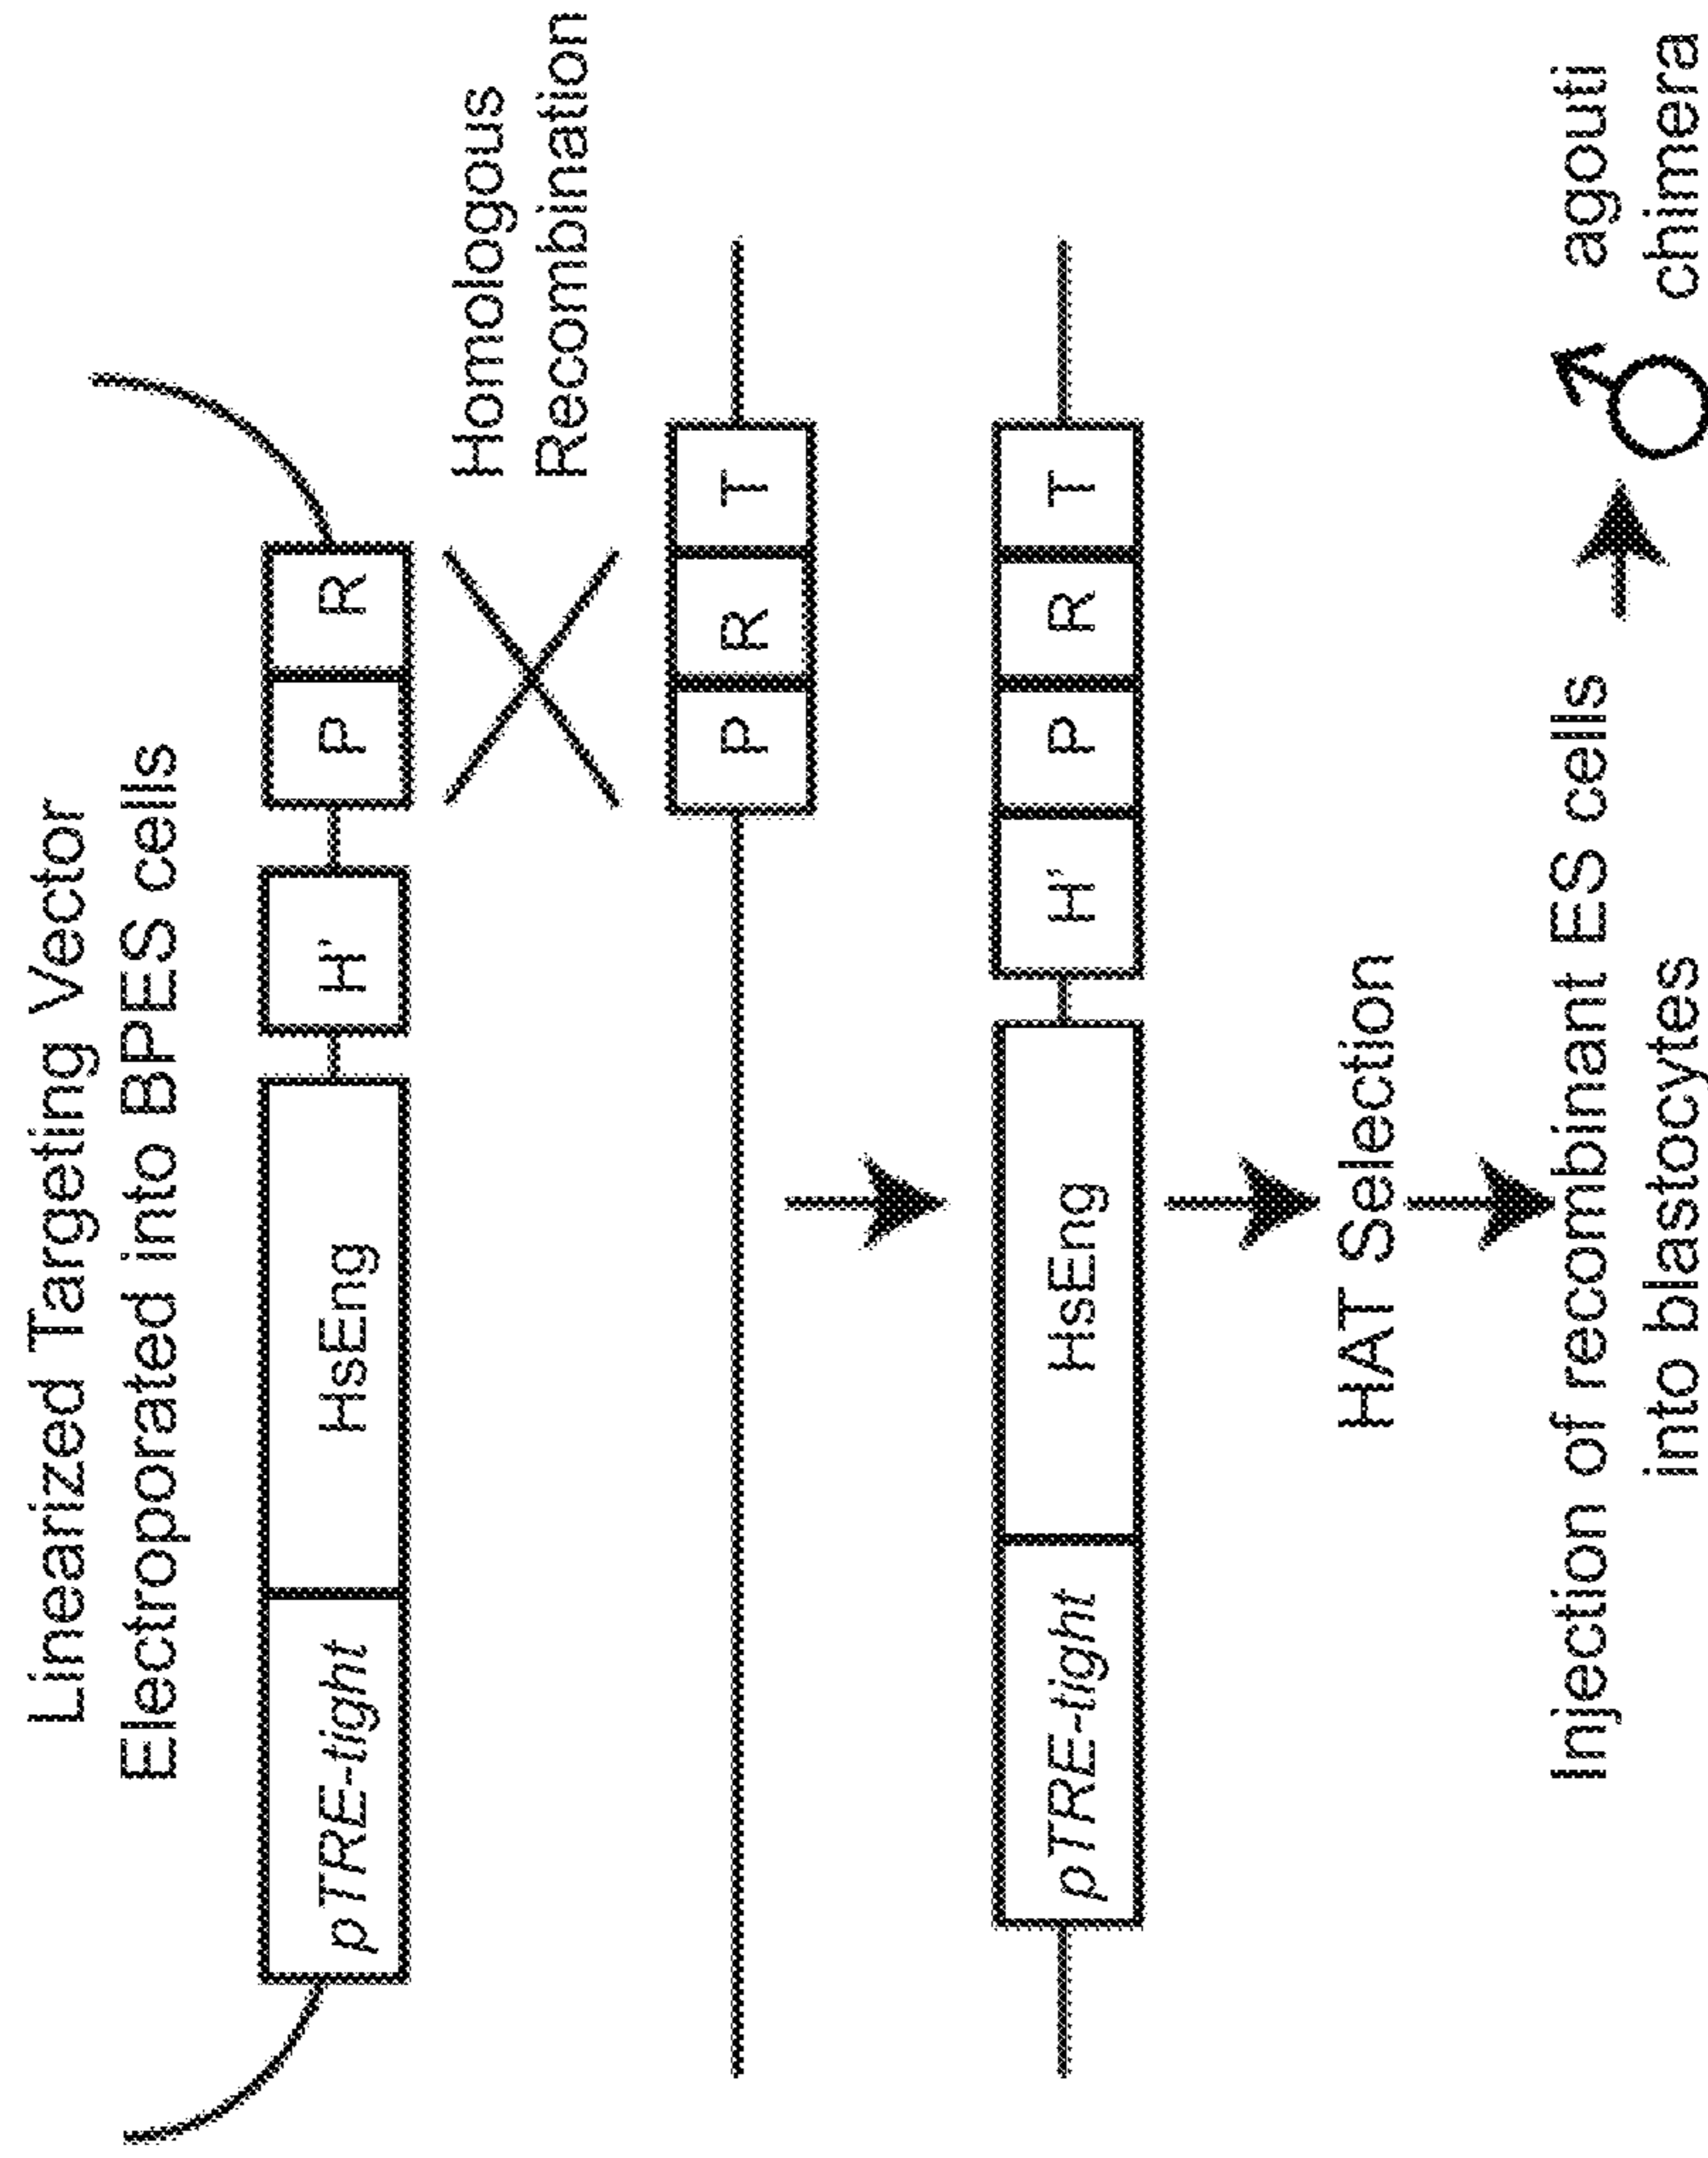 Linearized Targeting Vector
Electroporated into BPES cells
pTRE-tight HsEng H' P R
Homologous
Recombination
P R T
pTRE-tight HsEng H' P R T
HAT Selection
Injection of recombinant ES cells
into blastocytes
agouti
chimera